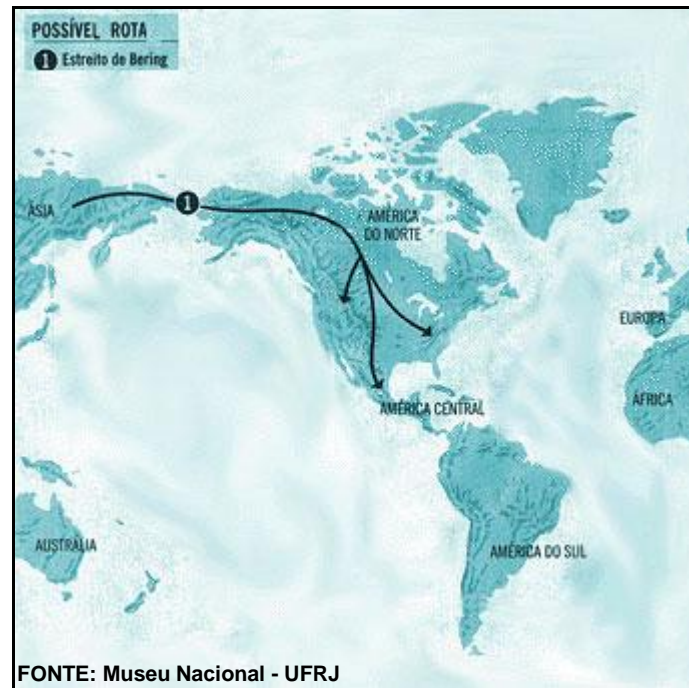 POSSÍVEL ROTA
1 Estreito de Bering
1
ÁSIA
AMÉRICA
DO NORTE
EUROPA
ÁFRICA
AMÉRICA CENTRAL
AUSTRÁLIA
AMÉRICA DO SUL
FONTE: Museu Nacional - UFRJ